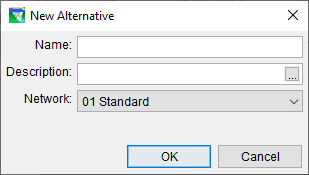 New Alternative
Name:
Description:
...
Network: 01 Standard
OK Cancel